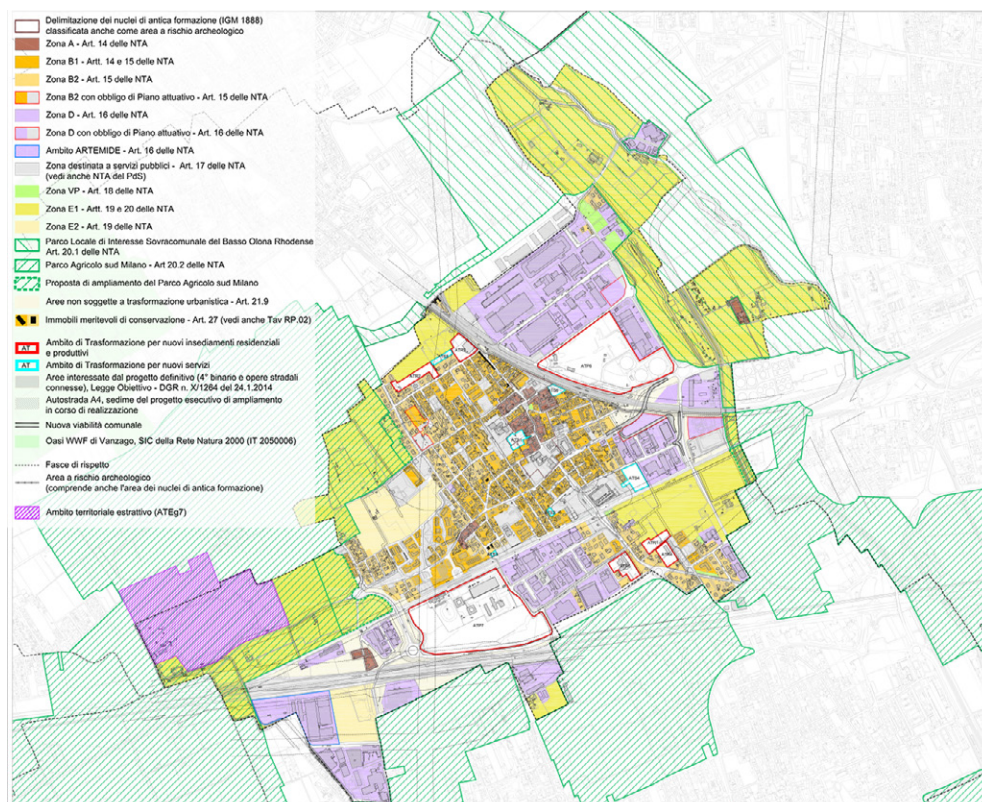 Delimitazione dei nuclei di antica formazione (IGM 1888)
classificata anche come area a rischio archeologico
Zona A - Art. 14 delle NTA
Zona B1 - Artt. 14 e 15 delle NTA
Zona B2 - Art. 15 delle NTA
Zona B2 con obbligo di Piano attuativo - Art. 15 delle NTA
Zona D - Art. 16 delle NTA
Zona D con obbligo di Piano attuativo - Art. 16 delle NTA
Ambito ARTEMIDE - Art. 16 delle NTA
Zona destinata a servizi pubblici - Art. 17 delle NTA
(vedi anche NTA del PdS)
Zona VP - Art. 18 delle NTA
Zona E1 - Artt. 19 e 20 delle NTA
Zona E2 - Art. 19 delle NTA
Parco Locale di Interesse Sovracomunale del Basso Olona Rhodense
Art. 20.1 delle NTA
Parco Agricolo sud Milano - Art 20.2 delle NTA
Proposta di ampliamento del Parco Agricolo sud Milano
Aree non soggette a trasformazione urbanistica - Art. 21.9
Immobili meritevoli di conservazione - Art. 27 (vedi anche Tav RP.02)
AT Ambito di Trasformazione per nuovi insediamenti residenziali
e produttivi
AT Ambito di Trasformazione per nuovi servizi
Aree interessate dal progetto definitivo (4° binario e opere stradali
connesse), Legge Obiettivo - DGR n. X/1264 del 24.1.2014
Autostrada A4, sedime del progetto esecutivo di ampliamento
in corso di realizzazione
Nuova viabilità comunale
Oasi WWF di Vanzago, SIC della Rete Natura 2000 (IT 2050006)
Fasce di rispetto
Area a rischio archeologico
(comprende anche l'area dei nuclei di antica formazione)
Ambito territoriale estrattivo (ATEg7)